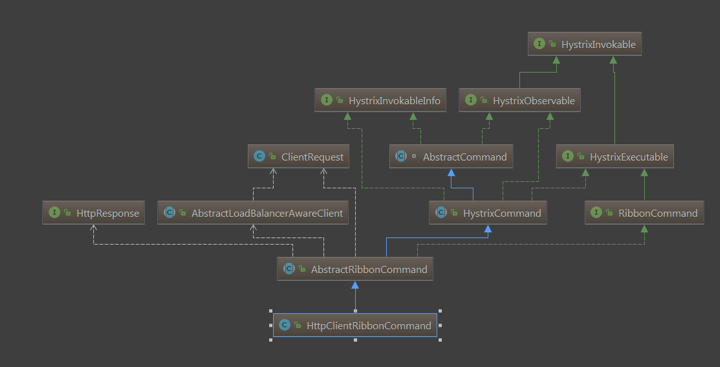 HystrixInvokable
HystrixInvokableInfo
HystrixObservable
ClientRequest
AbstractCommand
HystrixExecutable
HttpResponse
AbstractLoadBalancerAwareClient
HystrixCommand
RibbonCommand
AbstractRibbonCommand
HttpClientRibbonCommand